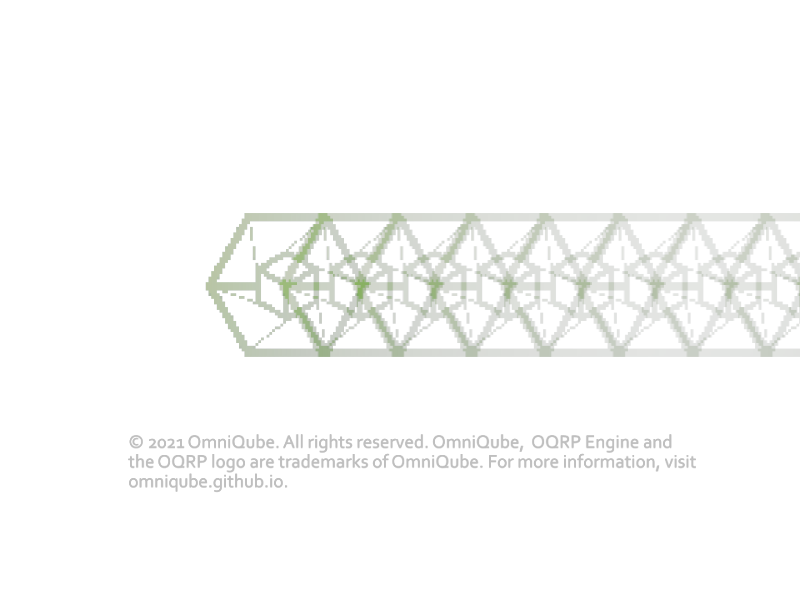 © 2021 OmniQube. All rights reserved. OmniQube,  OQRP Engine and
the OQRP logo are trademarks of OmniQube. For more information, visit
omniqube.github.io.